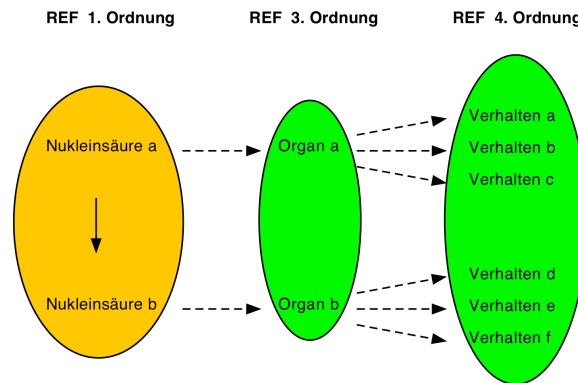 REF 1. Ordnung
REF 3. Ordnung
REF 4. Ordnung
Nukleinsäure a
Organ a
Verhalten a
Verhalten b
Verhalten c
Nukleinsäure b
Organ b
Verhalten d
Verhalten e
Verhalten f